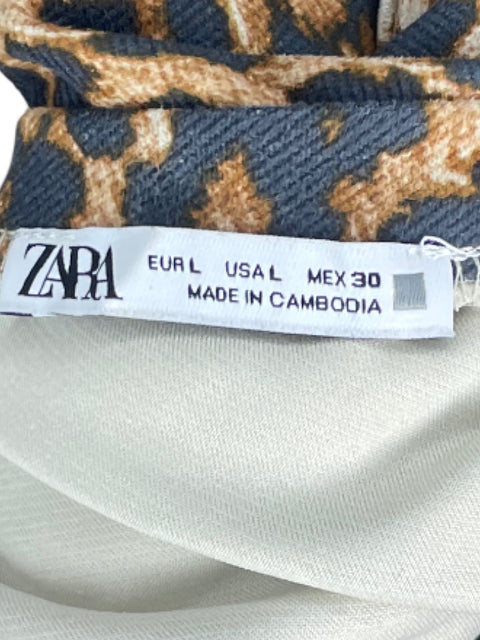 ZARA
EUR L USA L MEX 30
MADE IN CAMBODIA